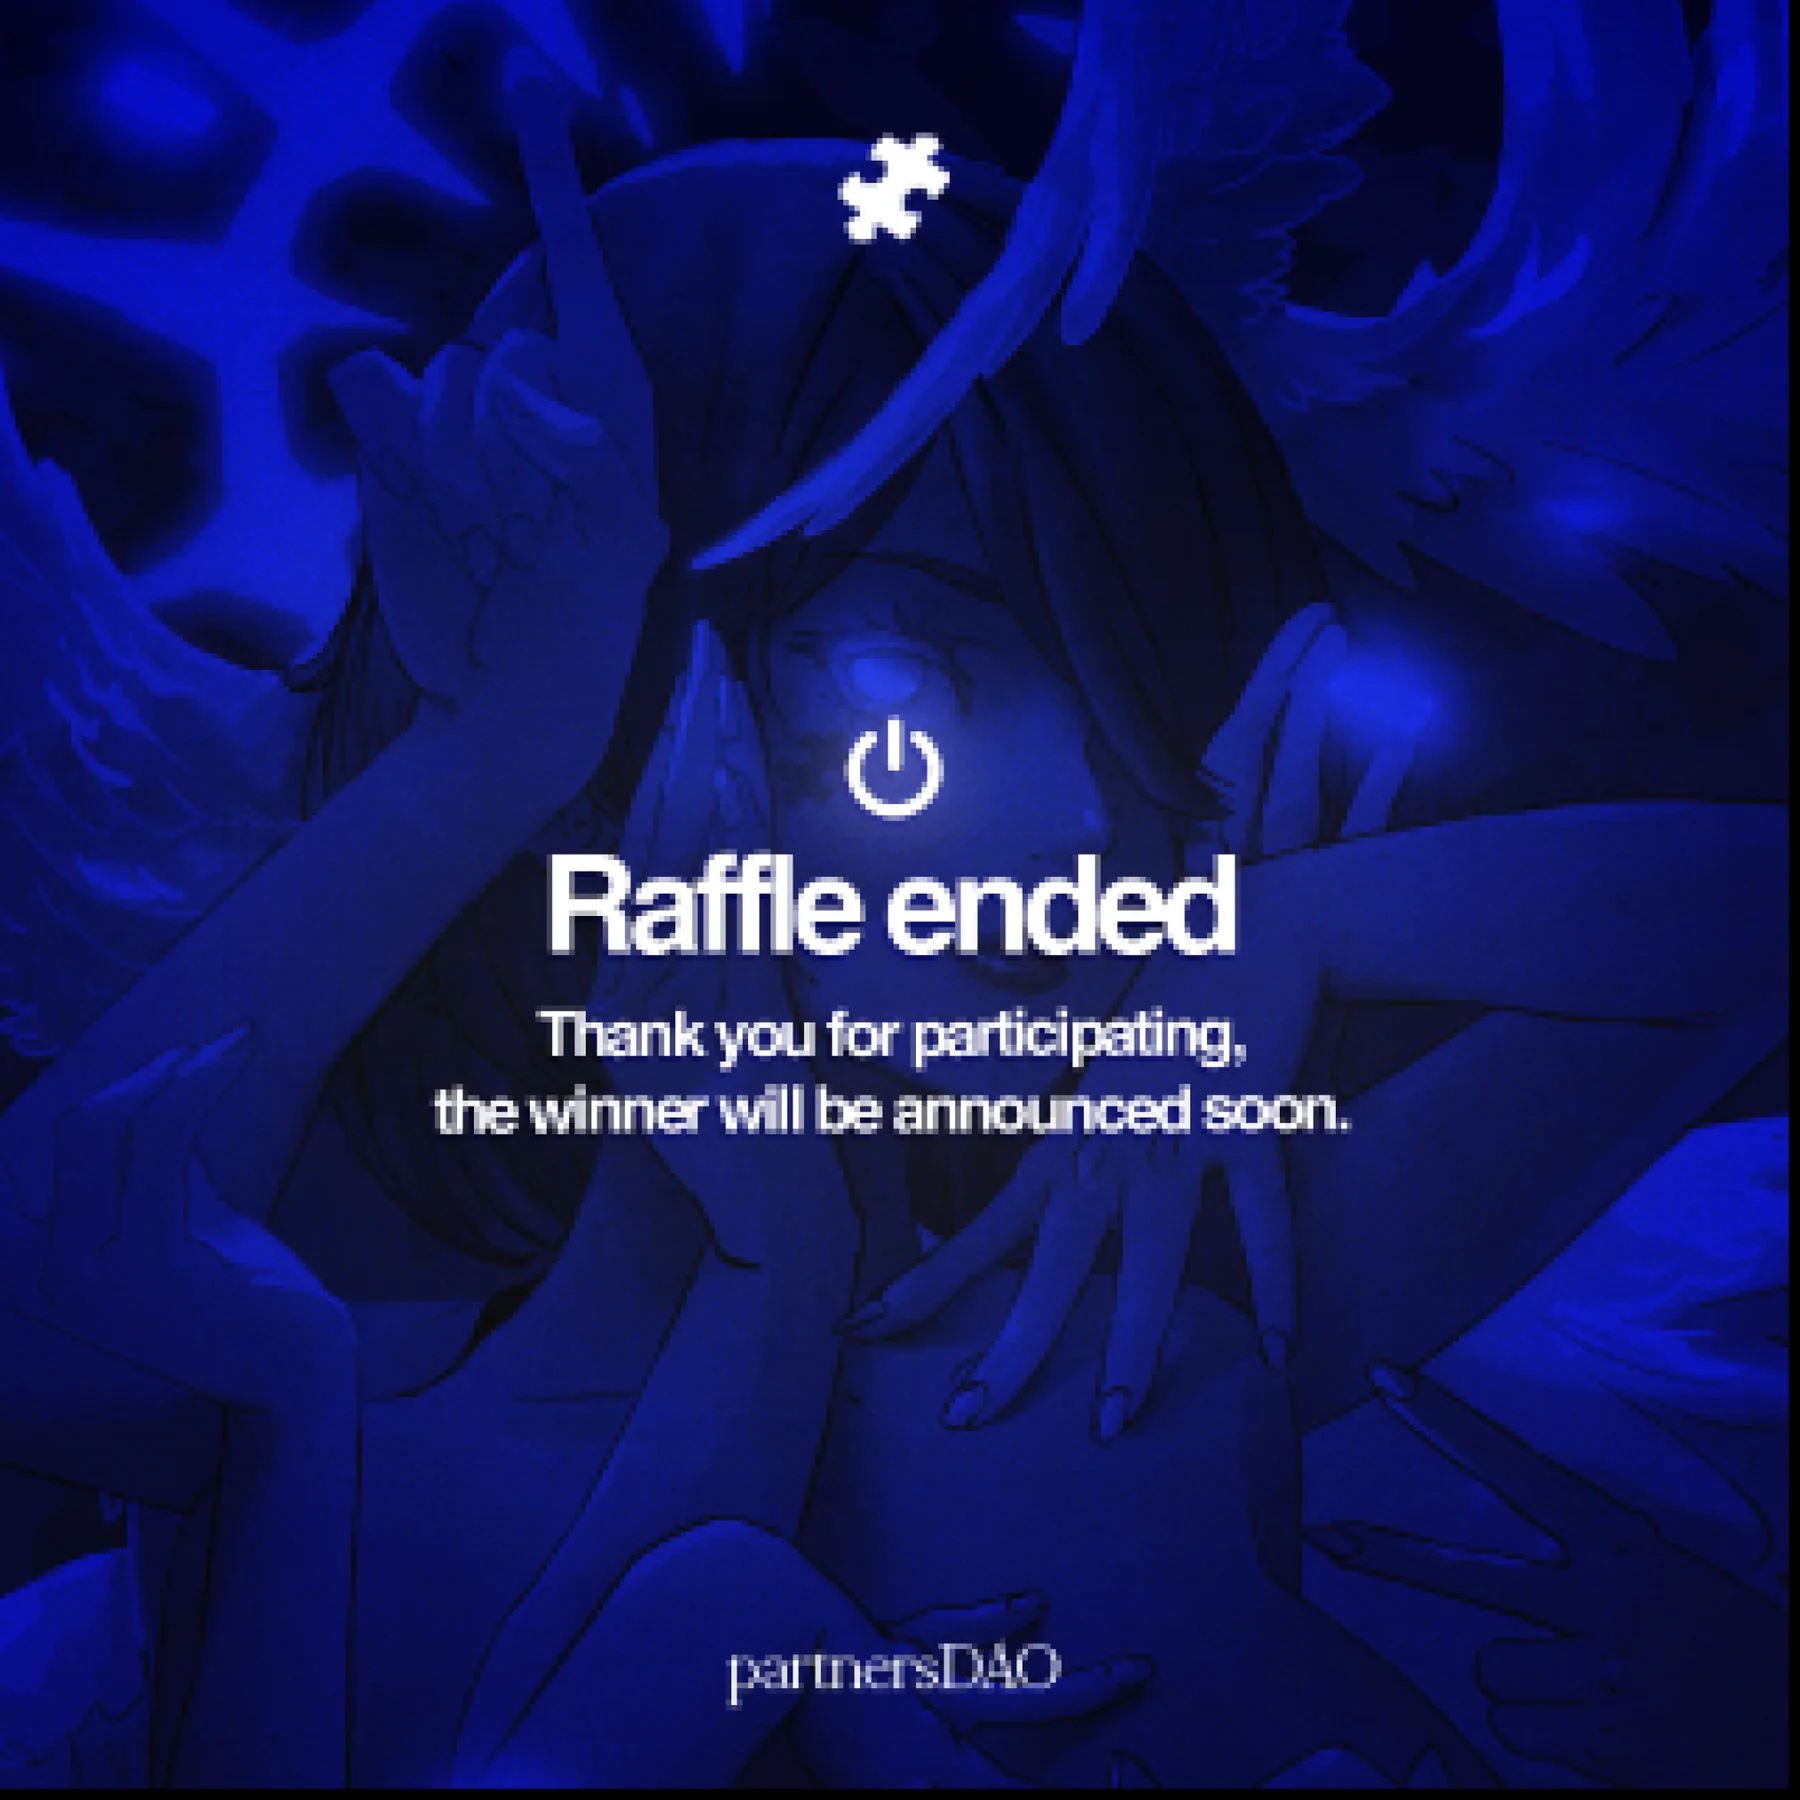 Raffle ended
Thank you for participating,
the winner will be announced soon.
partnersDAO